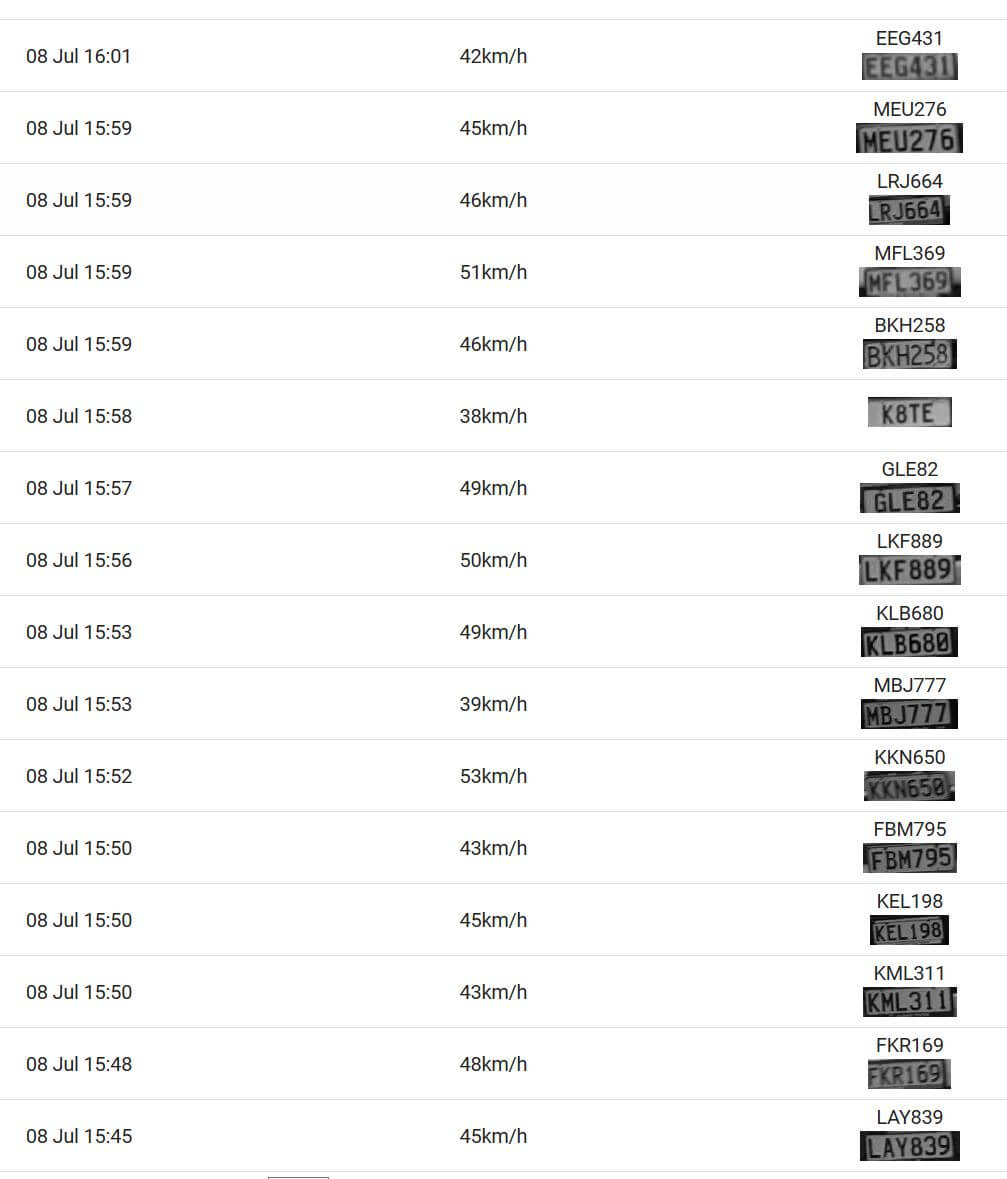 08 Jul 16:01 42km/h EEG431
EEG431
08 Jul 15:59 45km/h MEU276
MEU276
08 Jul 15:59 46km/h LRJ664
LRJ664
08 Jul 15:59 51km/h MFL369
MFL369
08 Jul 15:59 46km/h BKH258
BKH258
08 Jul 15:58 38km/h K8TE
08 Jul 15:57 49km/h GLE82
GLE82
08 Jul 15:56 50km/h LKF889
LKF889
08 Jul 15:53 49km/h KLB680
KLB680
08 Jul 15:53 39km/h MBJ777
MBJ777
08 Jul 15:52 53km/h KKN650
KKN650
08 Jul 15:50 43km/h FBM795
FBM795
08 Jul 15:50 45km/h KEL198
KEL198
08 Jul 15:50 43km/h KML311
KML311
08 Jul 15:48 48km/h FKR169
FKR169
08 Jul 15:45 45km/h LAY839
LAY839